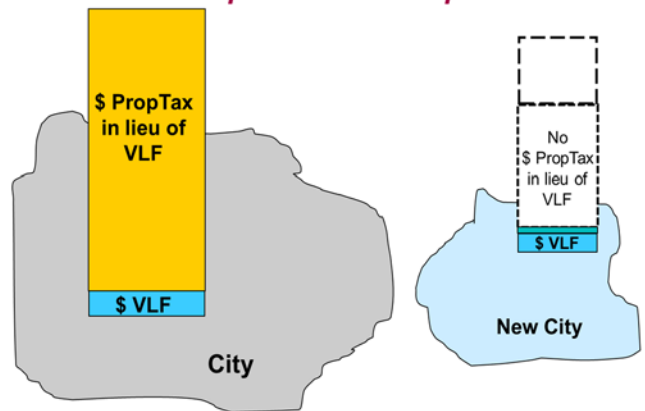 $ PropTax
in lieu of
VLF
$ VLF
City
No
$ PropTax
in lieu of
VLF
$ VLF
New City